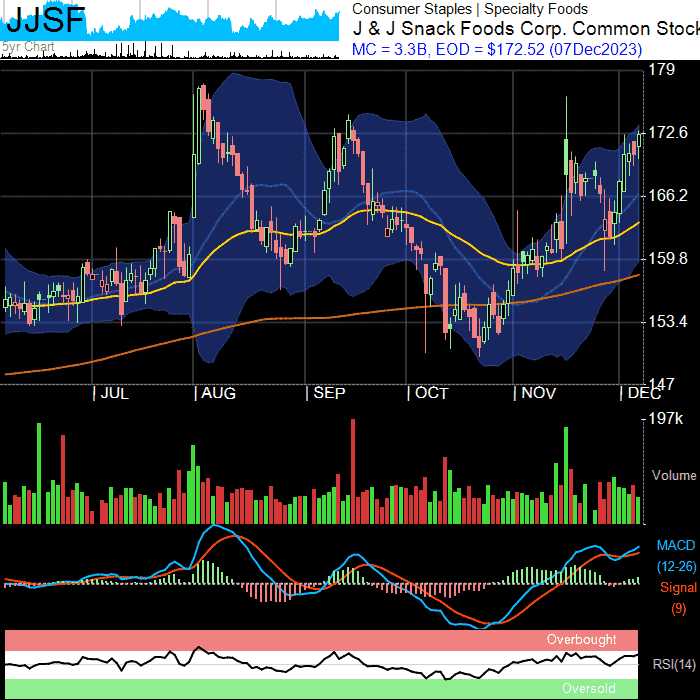 JJSF
5yr Chart
Consumer Staples | Specialty Foods
J & J Snack Foods Corp. Common Stock
MC = 3.3B, EOD = $172.52 (07Dec2023)
179
172.6
166.2
159.8
153.4
147
| JUL | AUG | SEP | OCT | NOV | DEC
197k
Volume
MACD
(12-26)
Signal
(9)
Overbought
RSI(14)
Oversold